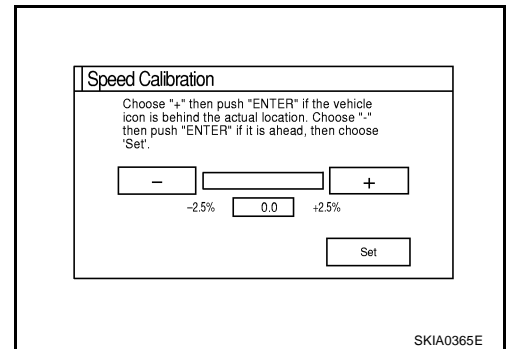 Speed Calibration
Choose "+" then push "ENTER" if the vehicle
icon is behind the actual location. Choose "-"
then push "ENTER" if it is ahead, then choose
'Set'.
– +
–2.5% 0.0 +2.5%
Set
SKIA0365E